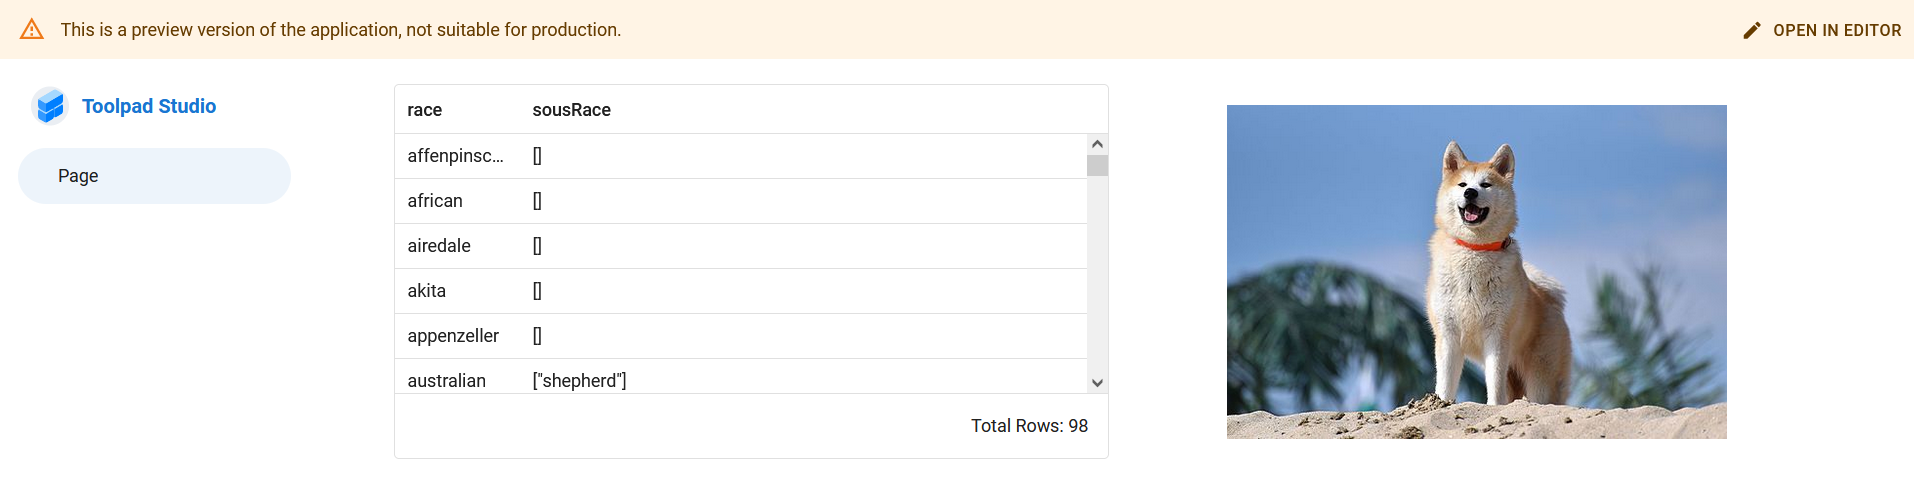 This is a preview version of the application, not suitable for production.
OPEN IN EDITOR
Toolpad Studio
Page
race sousRace
affenpinsc... []
african []
airedale []
akita []
appenzeller []
australian ["shepherd"]
Total Rows: 98